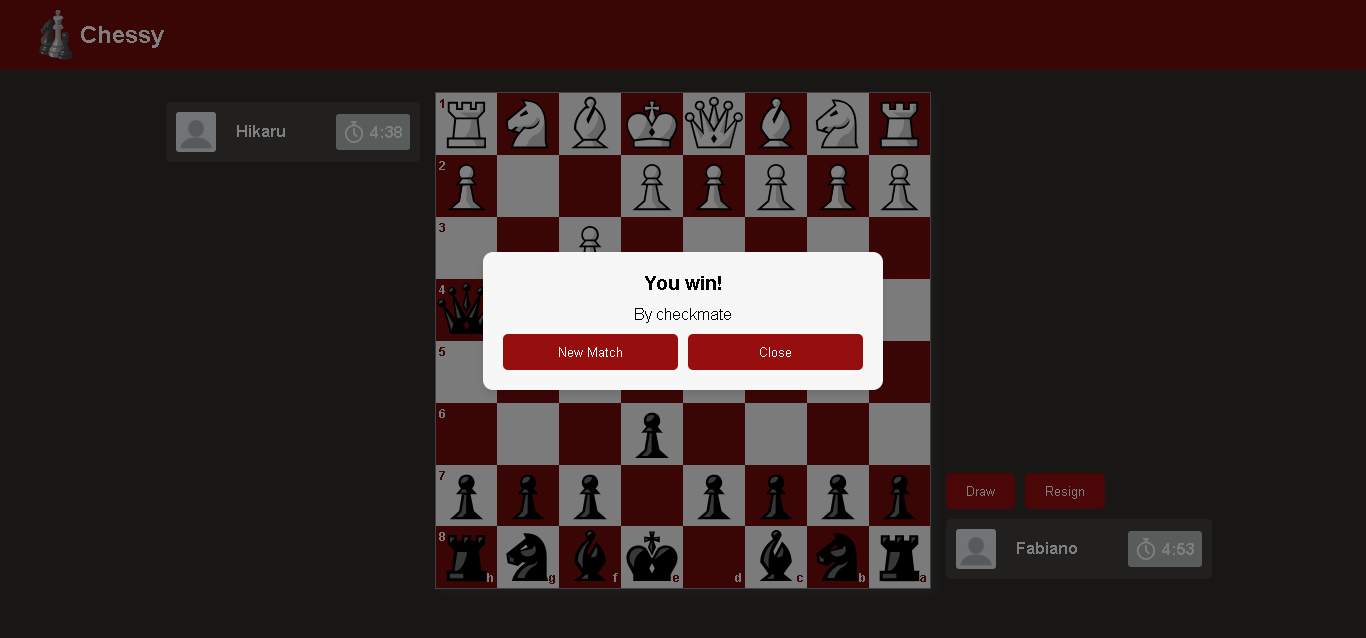 Chessy
Hikaru
4:38
1
2
3
4
5
6
7
8
h g f e d c b a
You win!
By checkmate
New Match Close
Draw Resign
Fabiano
4:53